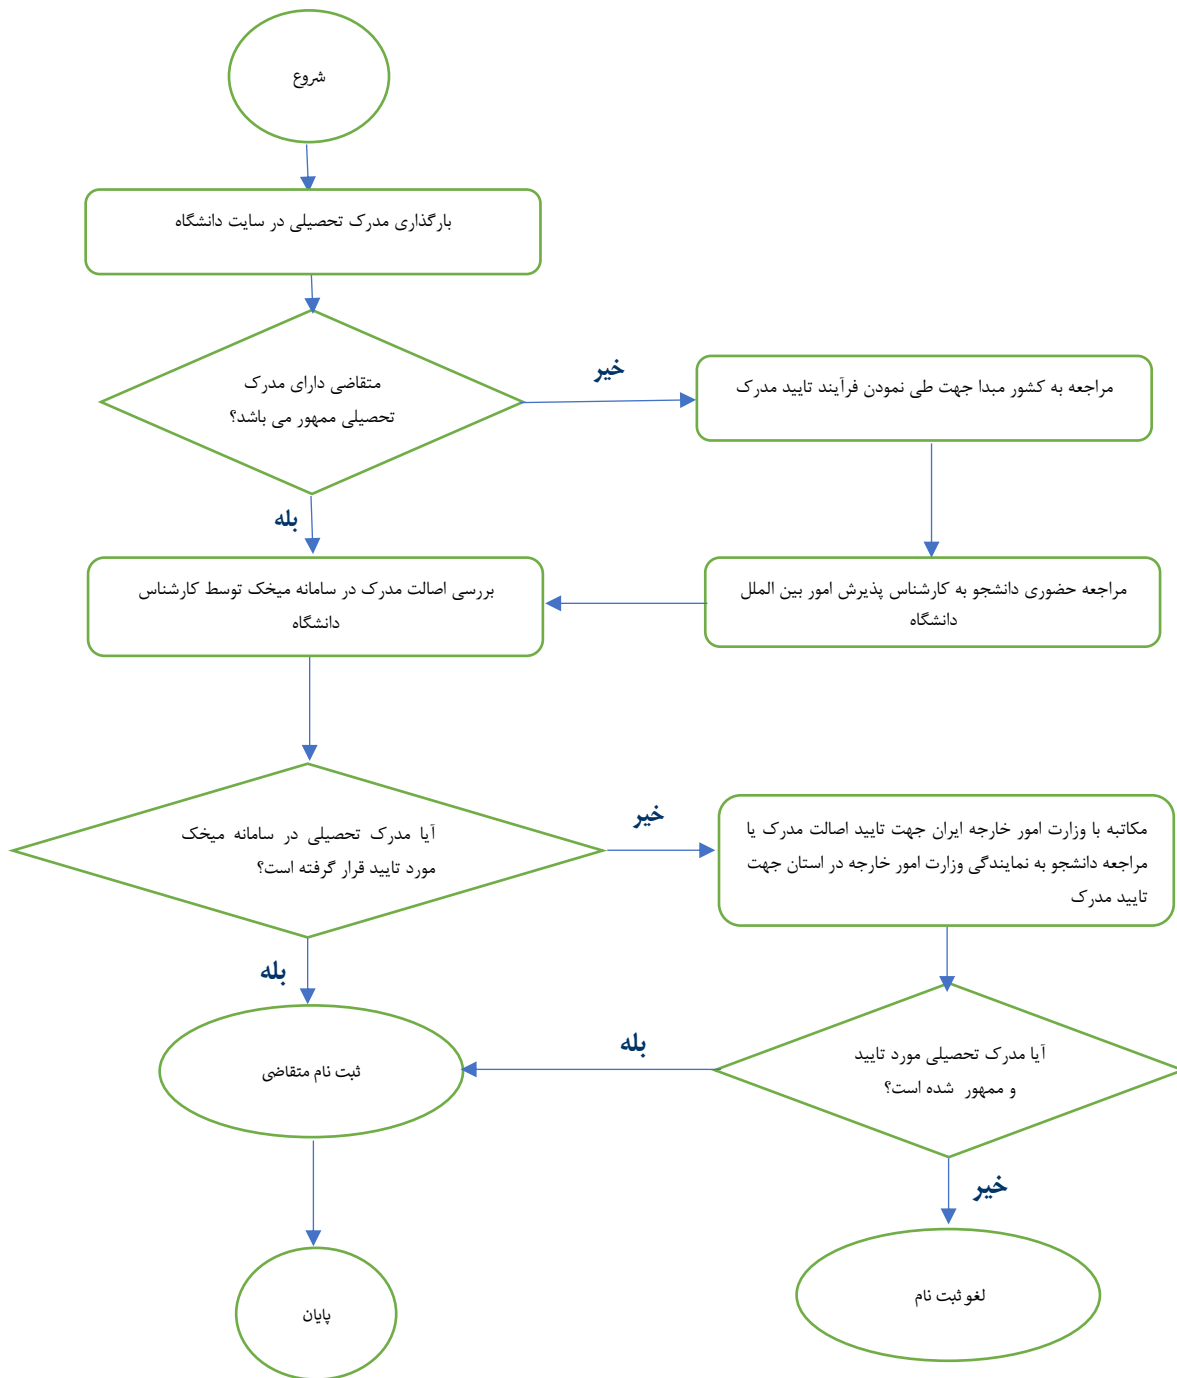 شروع
بارگذاری مدرک تحصیلی در سایت دانشگاه
متقاضی دارای مدرک
تحصیلی ممهور می باشد؟
خیر
مراجعه به کشور مبدا جهت طی نمودن فرآیند تایید مدرک
بله
مراجعه حضوری دانشجو به کارشناس پذیرش امور بین الملل
دانشگاه
بررسی اصالت مدرک در سامانه میخک توسط کارشناس
دانشگاه
آیا مدرک تحصیلی در سامانه میخک
مورد تایید قرار گرفته است؟
خیر
مکاتبه با وزارت امور خارجه ایران جهت تایید اصالت مدرک یا
مراجعه دانشجو به نمایندگی وزارت امور خارجه در استان جهت
تایید مدرک
بله
آیا مدرک تحصیلی مورد تایید
و ممهور شده است؟
بله
ثبت نام متقاضی
خیر
لغو ثبت نام
پایان